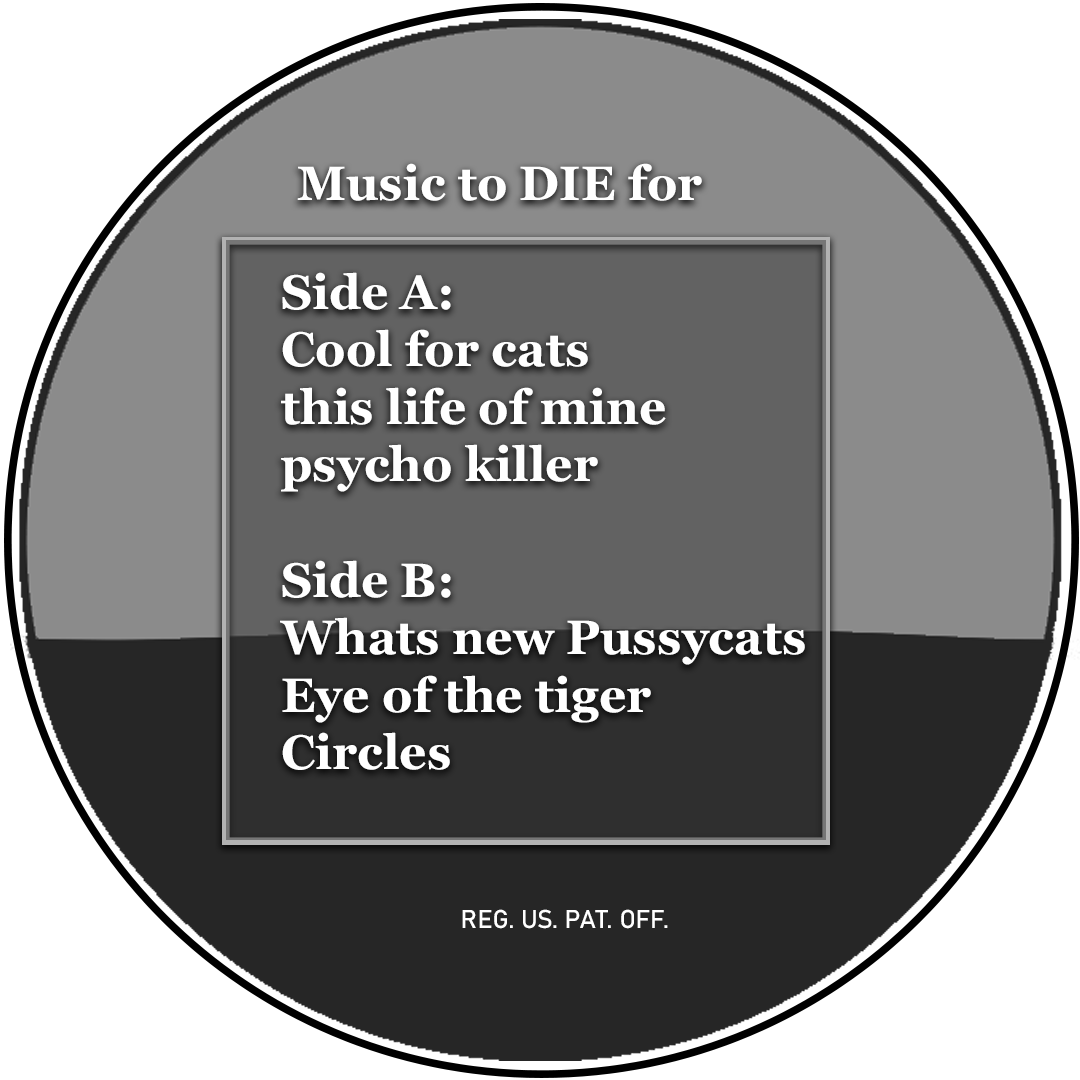 Music to DIE for
Side A:
Cool for cats
this life of mine
psycho killer
Side B:
Whats new Pussycats
Eye of the tiger
Circles
REG. US. PAT. OFF.